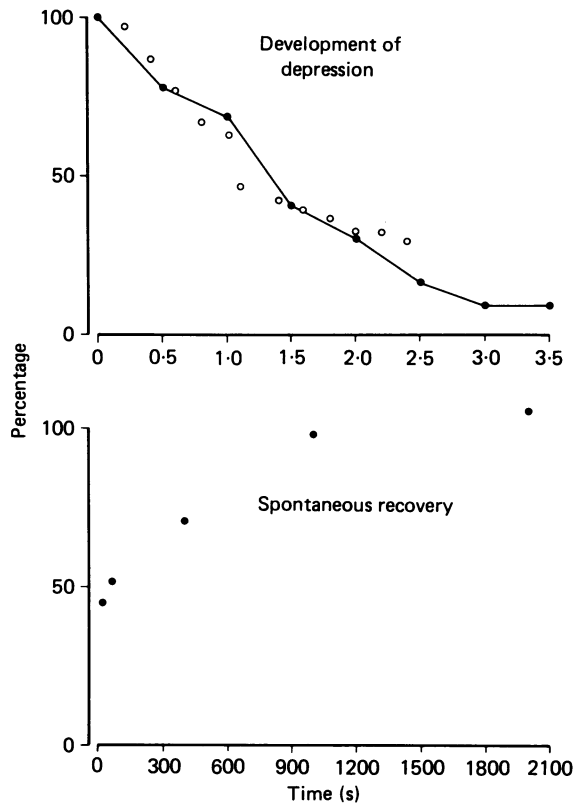 100
Development of
depression
50
0
0 0·5 1·0 1·5 2·0 2·5 3·0 3·5
Percentage
100
Spontaneous recovery
50
0
0 300 600 900 1200 1500 1800 2100
Time (s)